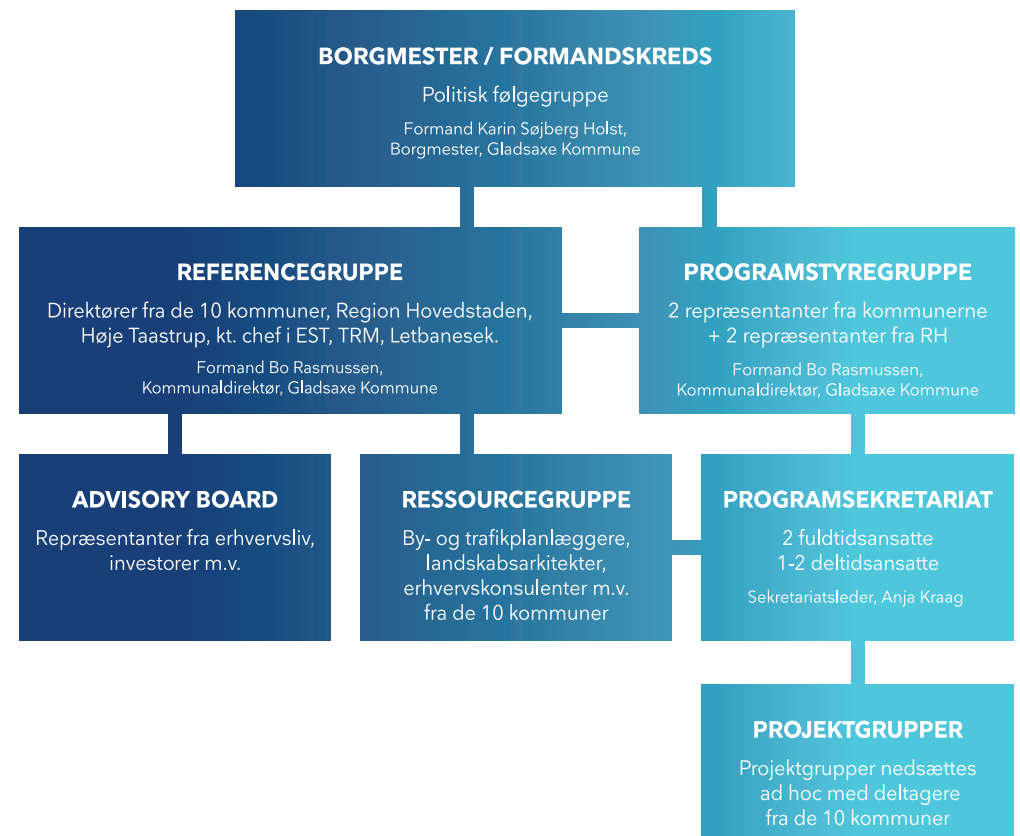 BORGMESTER / FORMANDSKREDS
Politisk følgegruppe
Formand Karin Søjberg Holst,
Borgmester, Gladsaxe Kommune
REFERENCEGRUPPE
Direktører fra de 10 kommuner, Region Hovedstaden,
Høje Taastrup, kt. chef i EST, TRM, Letbanesek.
Formand Bo Rasmussen,
Kommunaldirektør, Gladsaxe Kommune
PROGRAMSTYREGRUPPE
2 repræsentanter fra kommunerne
+ 2 repræsentanter fra RH
Formand Bo Rasmussen,
Kommunaldirektør, Gladsaxe Kommune
ADVISORY BOARD
Repræsentanter fra erhvervsliv,
investorer m.v.
RESSOURCEGRUPPE
By- og trafikplanlæggere,
landskabsarkitekter,
erhvervskonsulenter m.v.
fra de 10 kommuner
PROGRAMSEKRETARIAT
2 fuldtidsansatte
1-2 deltidsansatte
Sekretariatsleder, Anja Kraag
PROJEKTGRUPPER
Projektgrupper nedsættes
ad hoc med deltagere
fra de 10 kommuner